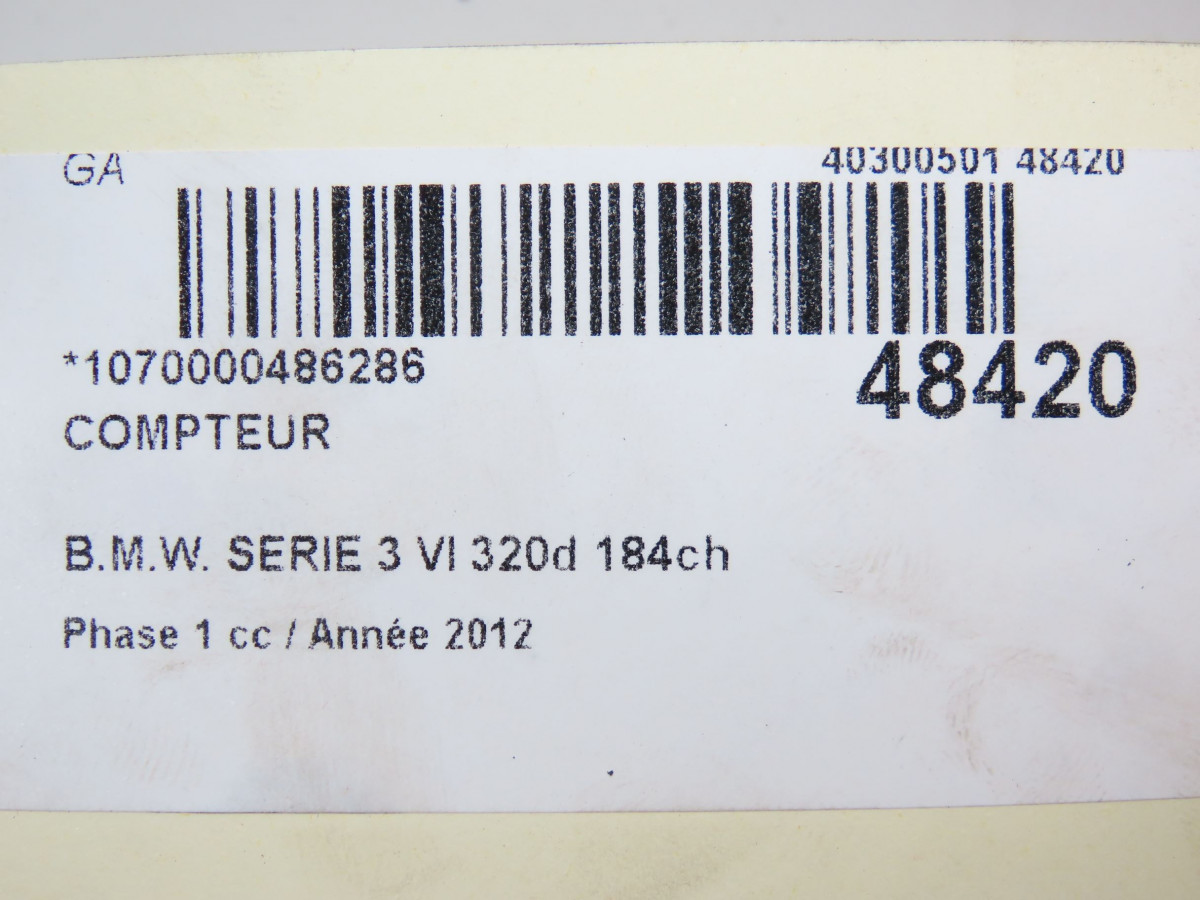 GA 40300501 48420
*1070000486286 48420
COMPTEUR
B.M.W. SERIE 3 VI 320d 184ch
Phase 1 cc / Année 2012